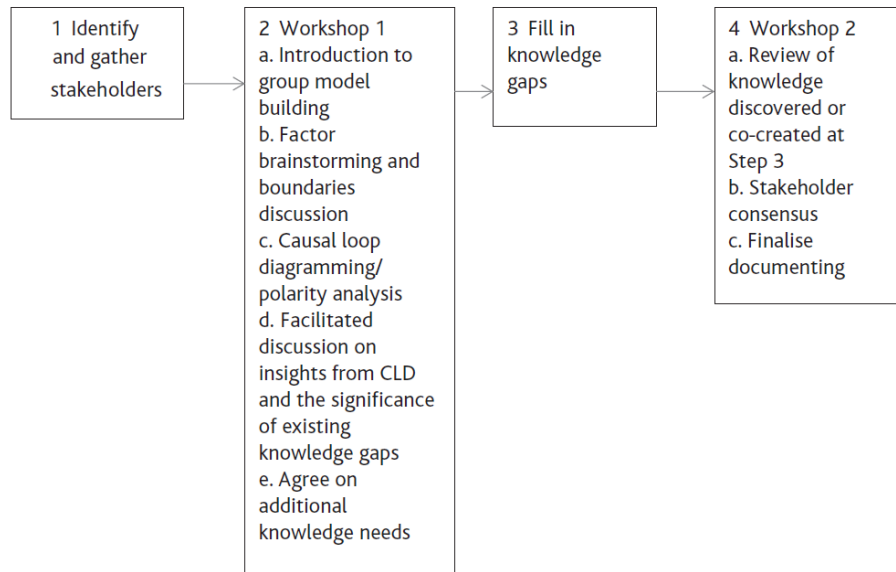 1 Identify
and gather
stakeholders
2 Workshop 1
a. Introduction to
group model
building
b. Factor
brainstorming and
boundaries
discussion
c. Causal loop
diagramming/
polarity analysis
d. Facilitated
discussion on
insights from CLD
and the significance
of existing
knowledge gaps
e. Agree on
additional
knowledge needs
3 Fill in
knowledge
gaps
4 Workshop 2
a. Review of
knowledge
discovered or
co-created at
Step 3
b. Stakeholder
consensus
c. Finalise
documenting